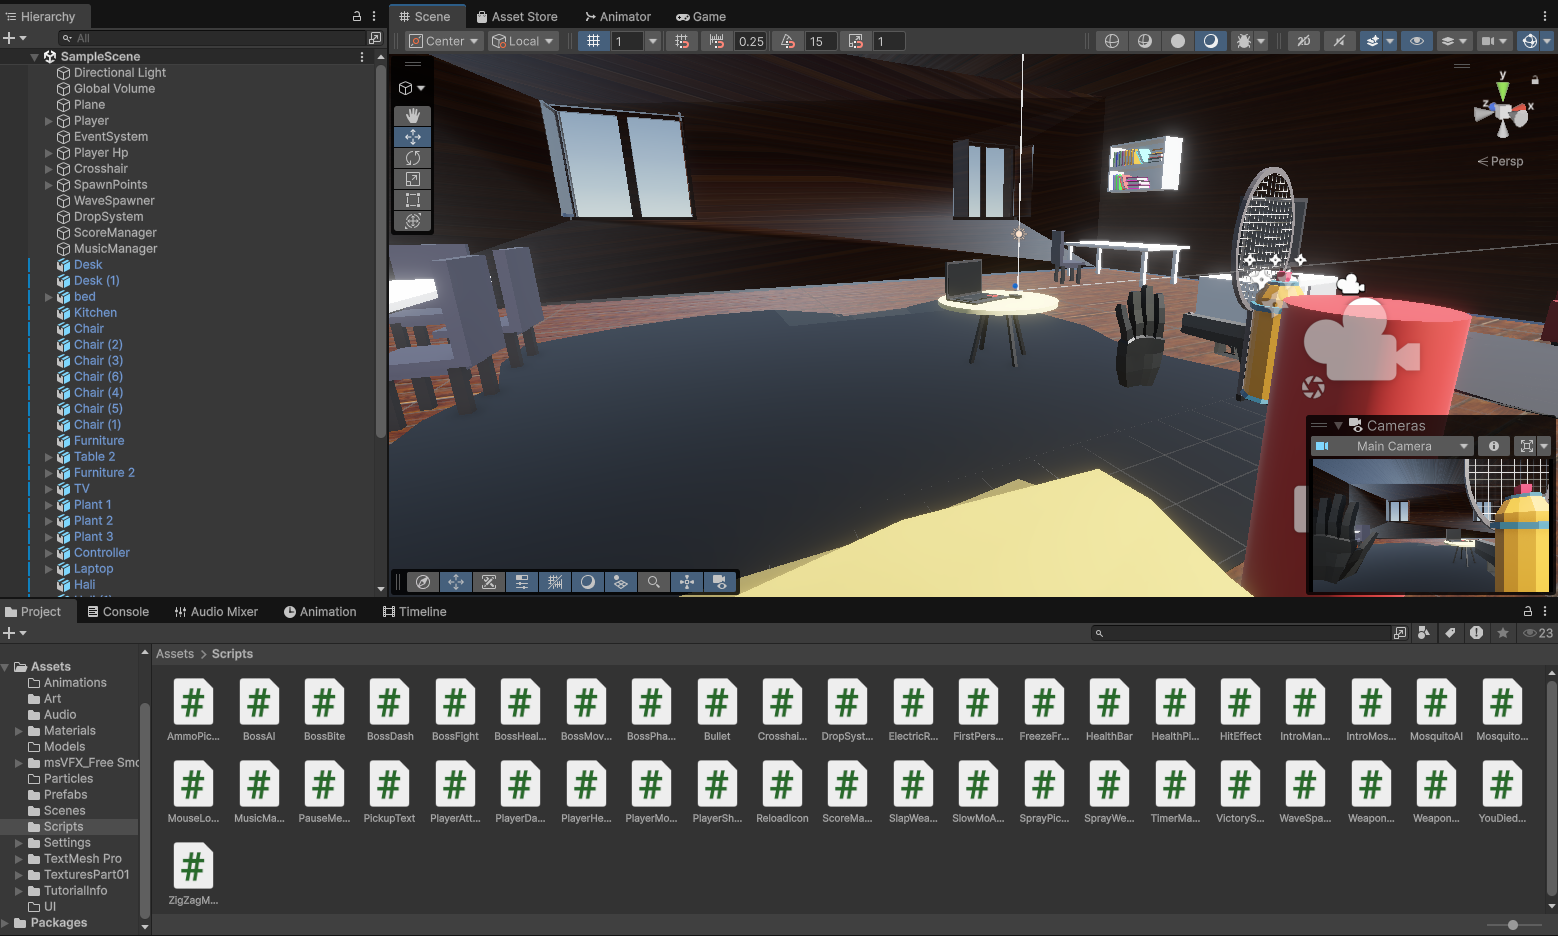 Hierarchy
All
SampleScene
Directional Light
Global Volume
Plane
Player
EventSystem
Player Hp
Crosshair
SpawnPoints
WaveSpawner
DropSystem
ScoreManager
MusicManager
Desk
Desk (1)
bed
Kitchen
Chair
Chair (2)
Chair (3)
Chair (6)
Chair (4)
Chair (5)
Chair (1)
Furniture
Table 2
Furniture 2
TV
Plant 1
Plant 2
Plant 3
Controller
Laptop
Hali
Scene Asset Store Animator Game
Center Local 1 0.25 15 1 2D
y
z x
Persp
Cameras
Main Camera
Project Console Audio Mixer Animation Timeline
23
Assets
Animations
Art
Audio
Materials
Models
msVFX_Free Smo
Particles
Prefabs
Scenes
Scripts
Settings
TextMesh Pro
TexturesPart01
TutorialInfo
UI
Packages
Assets > Scripts
AmmoPic... BossAI BossBite BossDash BossFight BossHeal... BossMov... BossPha... Bullet Crosshai... DropSyst... ElectricR... FirstPers... FreezeFr... HealthBar HealthPi... HitEffect IntroMan... IntroMos... MosquitoAI Mosquito...
MouseLo... MusicMa... PauseMe... PickupText PlayerAtt... PlayerDa... PlayerHe... PlayerMo... PlayerSh... ReloadIcon ScoreMa... SlapWea... SlowMoA... SprayPic... SprayWe... TimerMa... VictoryS... WaveSpa... Weapon... Weapon... YouDied...
ZigZagM...